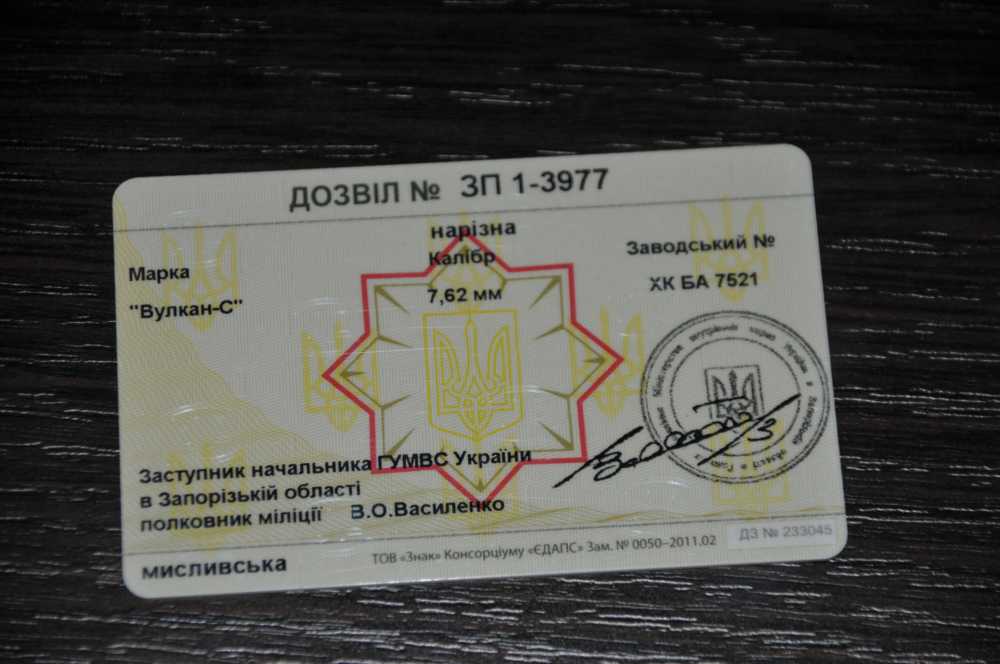 ДОЗВІЛ № ЗП 1-3977
нарізна
Марка
Калібр
Заводський №
"Вулкан-С"
7,62 мм
ХК БА 7521
Заступник начальника ГУМВС України
в Запорізькій області
полковник міліції В.О.Василенко
мисливська
ТОВ «Знак» Консорціуму «ЄДАПС» Зам. № 0050–2011.02
ДЗ № 233045